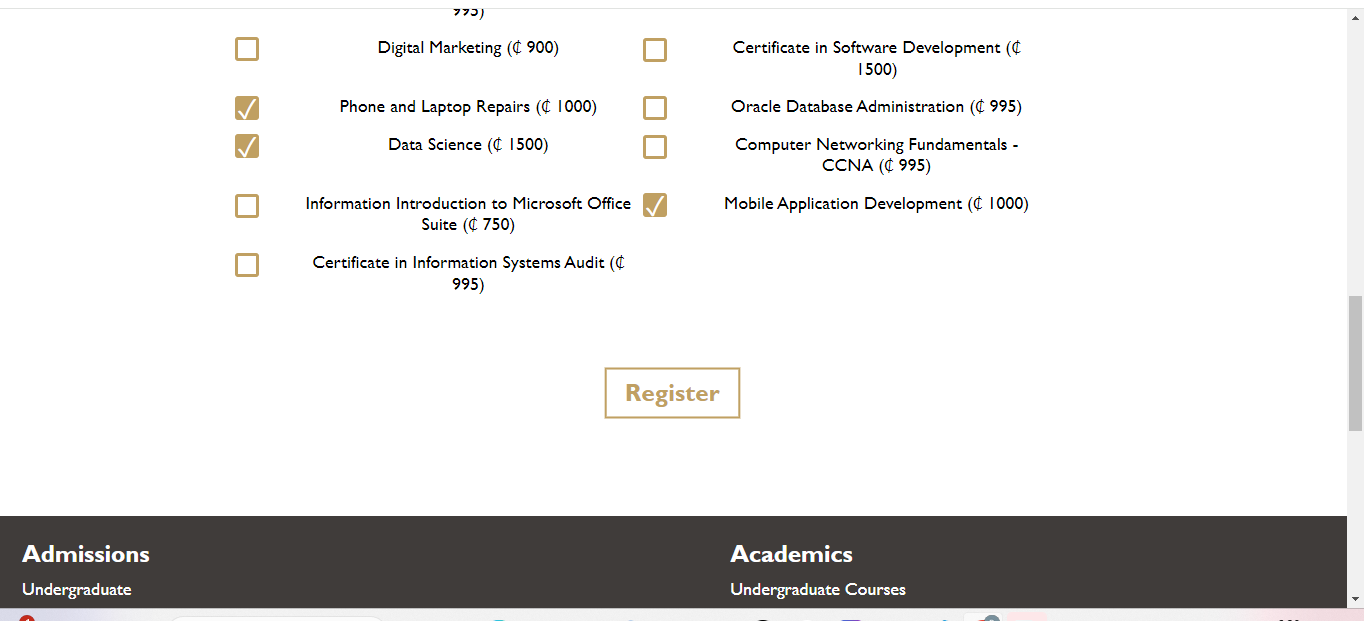 995)
Digital Marketing (₵ 900)
Certificate in Software Development (₵
1500)
Phone and Laptop Repairs (₵ 1000)
Oracle Database Administration (₵ 995)
Data Science (₵ 1500)
Computer Networking Fundamentals -
CCNA (₵ 995)
Information Introduction to Microsoft Office
Suite (₵ 750)
Mobile Application Development (₵ 1000)
Certificate in Information Systems Audit (₵
995)
Register
Admissions
Academics
Undergraduate
Undergraduate Courses